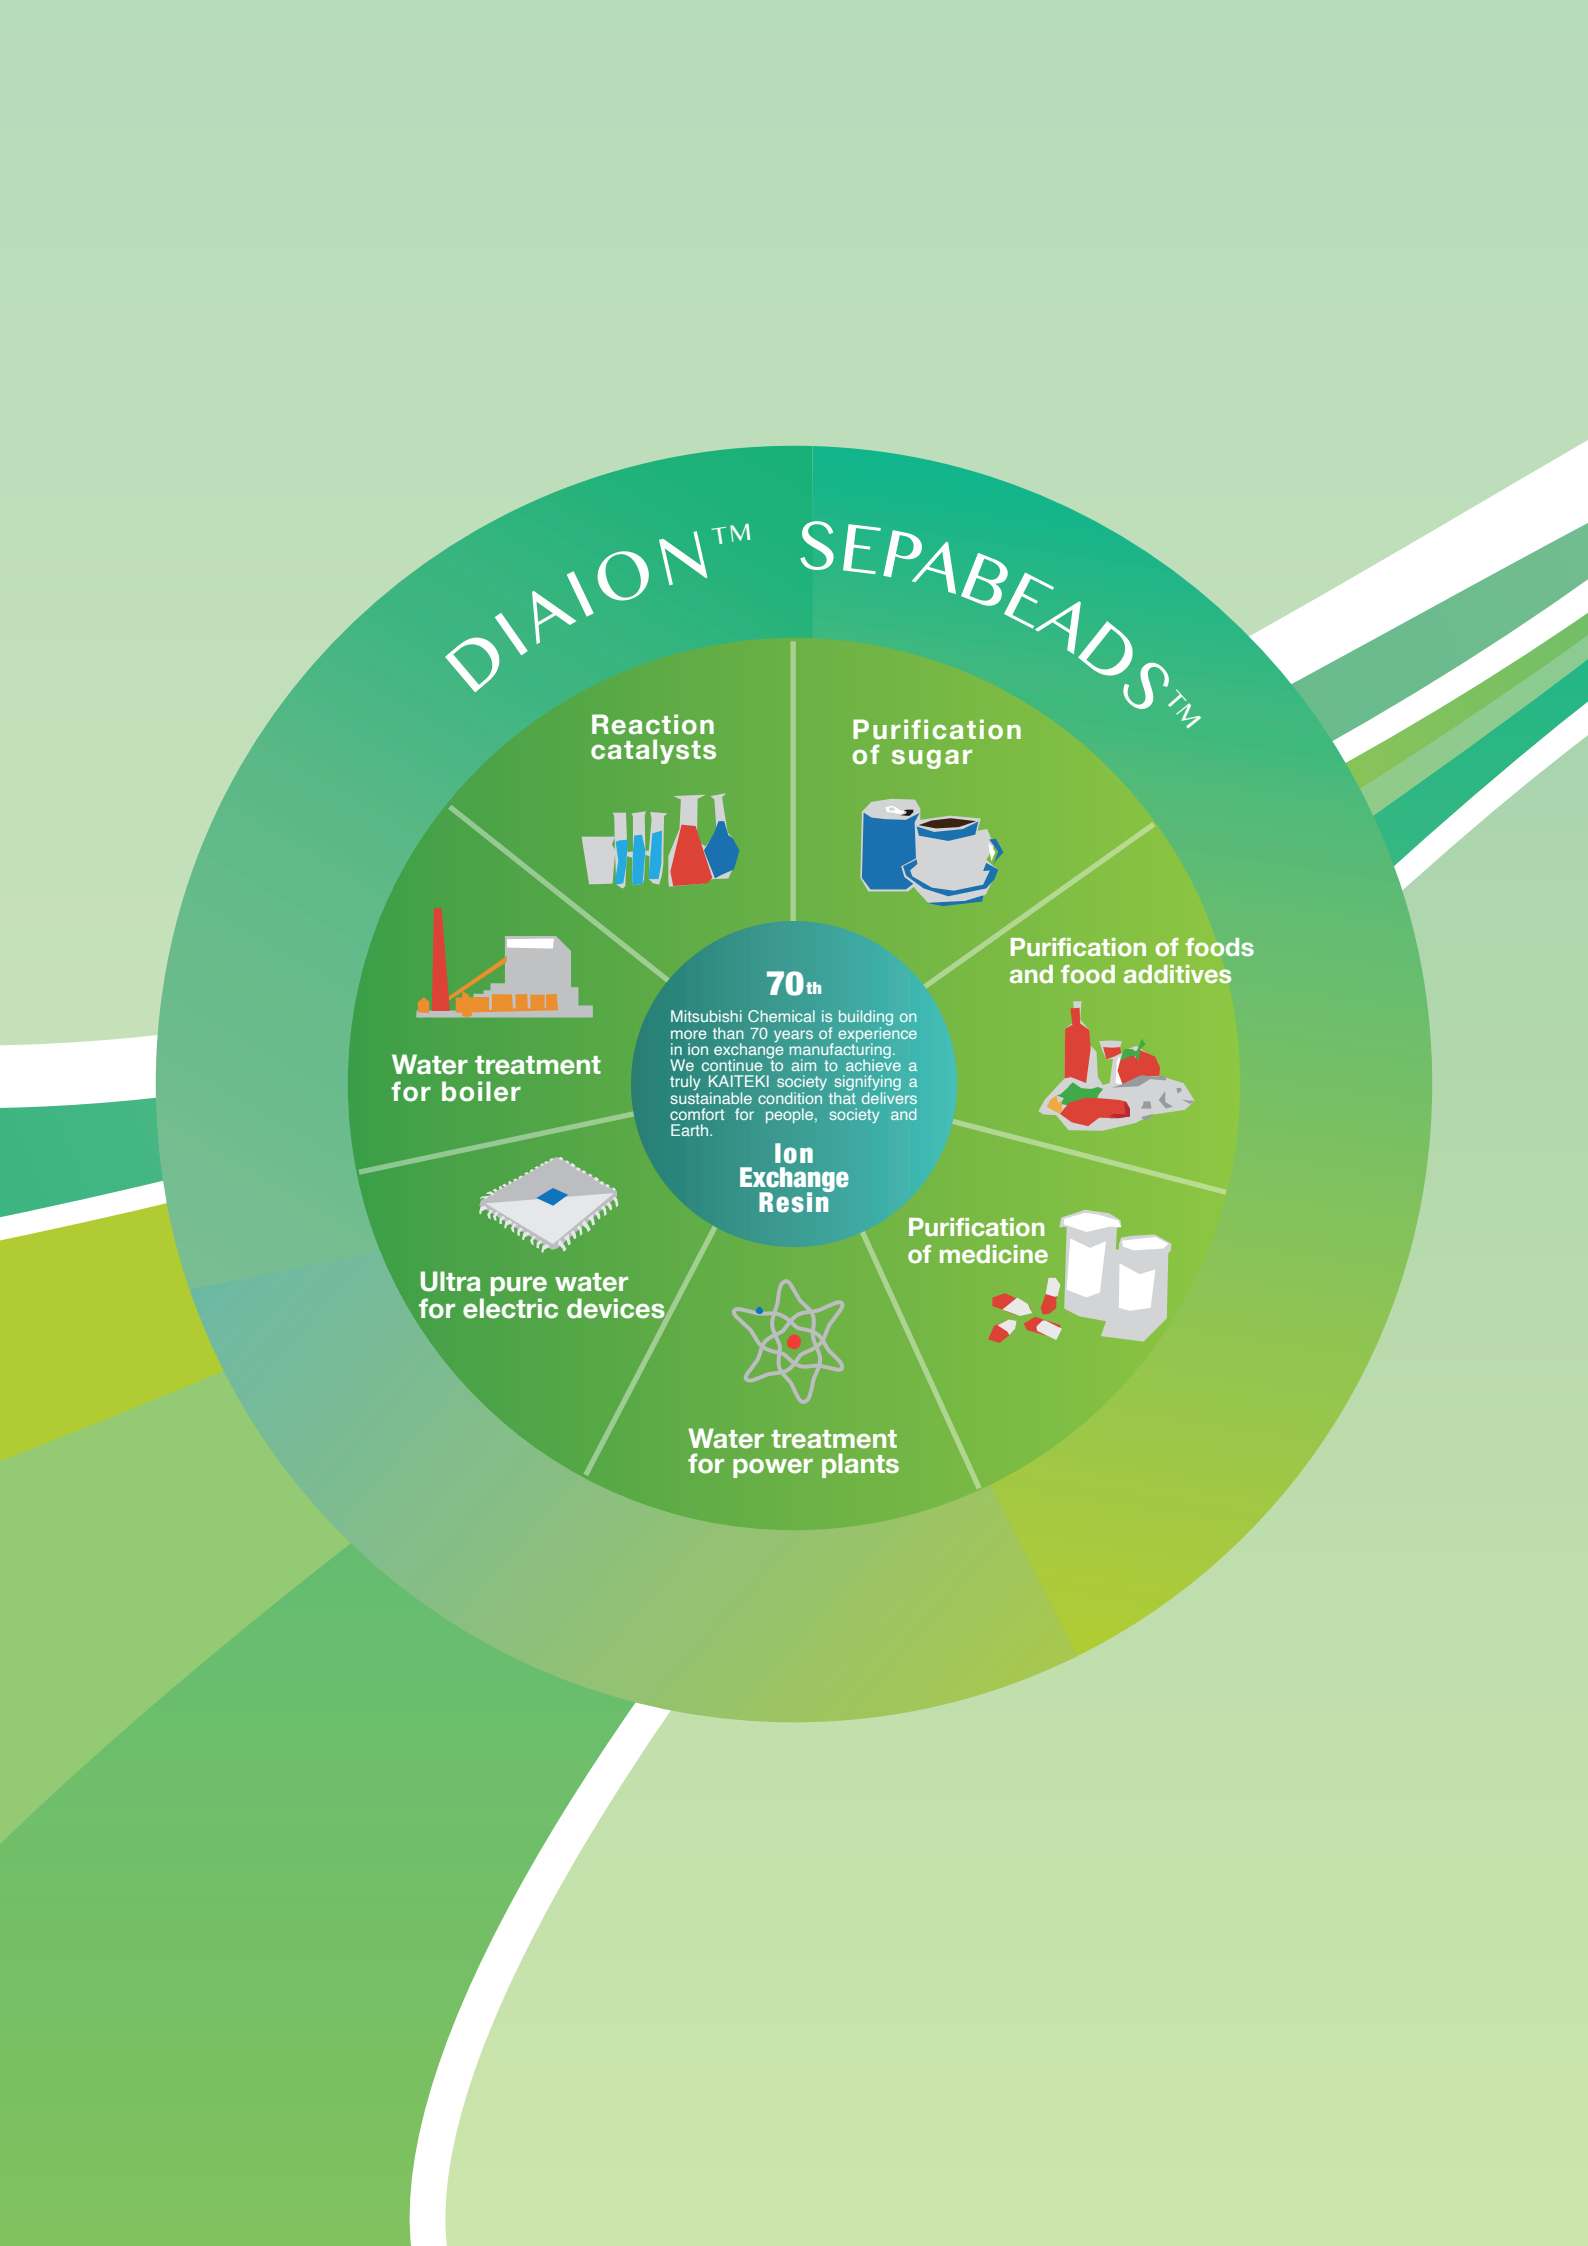 DIAION™ SEPABEADS™
Reaction
catalysts
Purification
of sugar
Purification of foods
and food additives
70th
Mitsubishi Chemical is building on
more than 70 years of experience
in ion exchange manufacturing.
We continue to aim to achieve a
truly KAITEKI society signifying a
sustainable condition that delivers
comfort for people, society and
Earth.
Ion
Exchange
Resin
Water treatment
for boiler
Purification
of medicine
Ultra pure water
for electric devices
Water treatment
for power plants